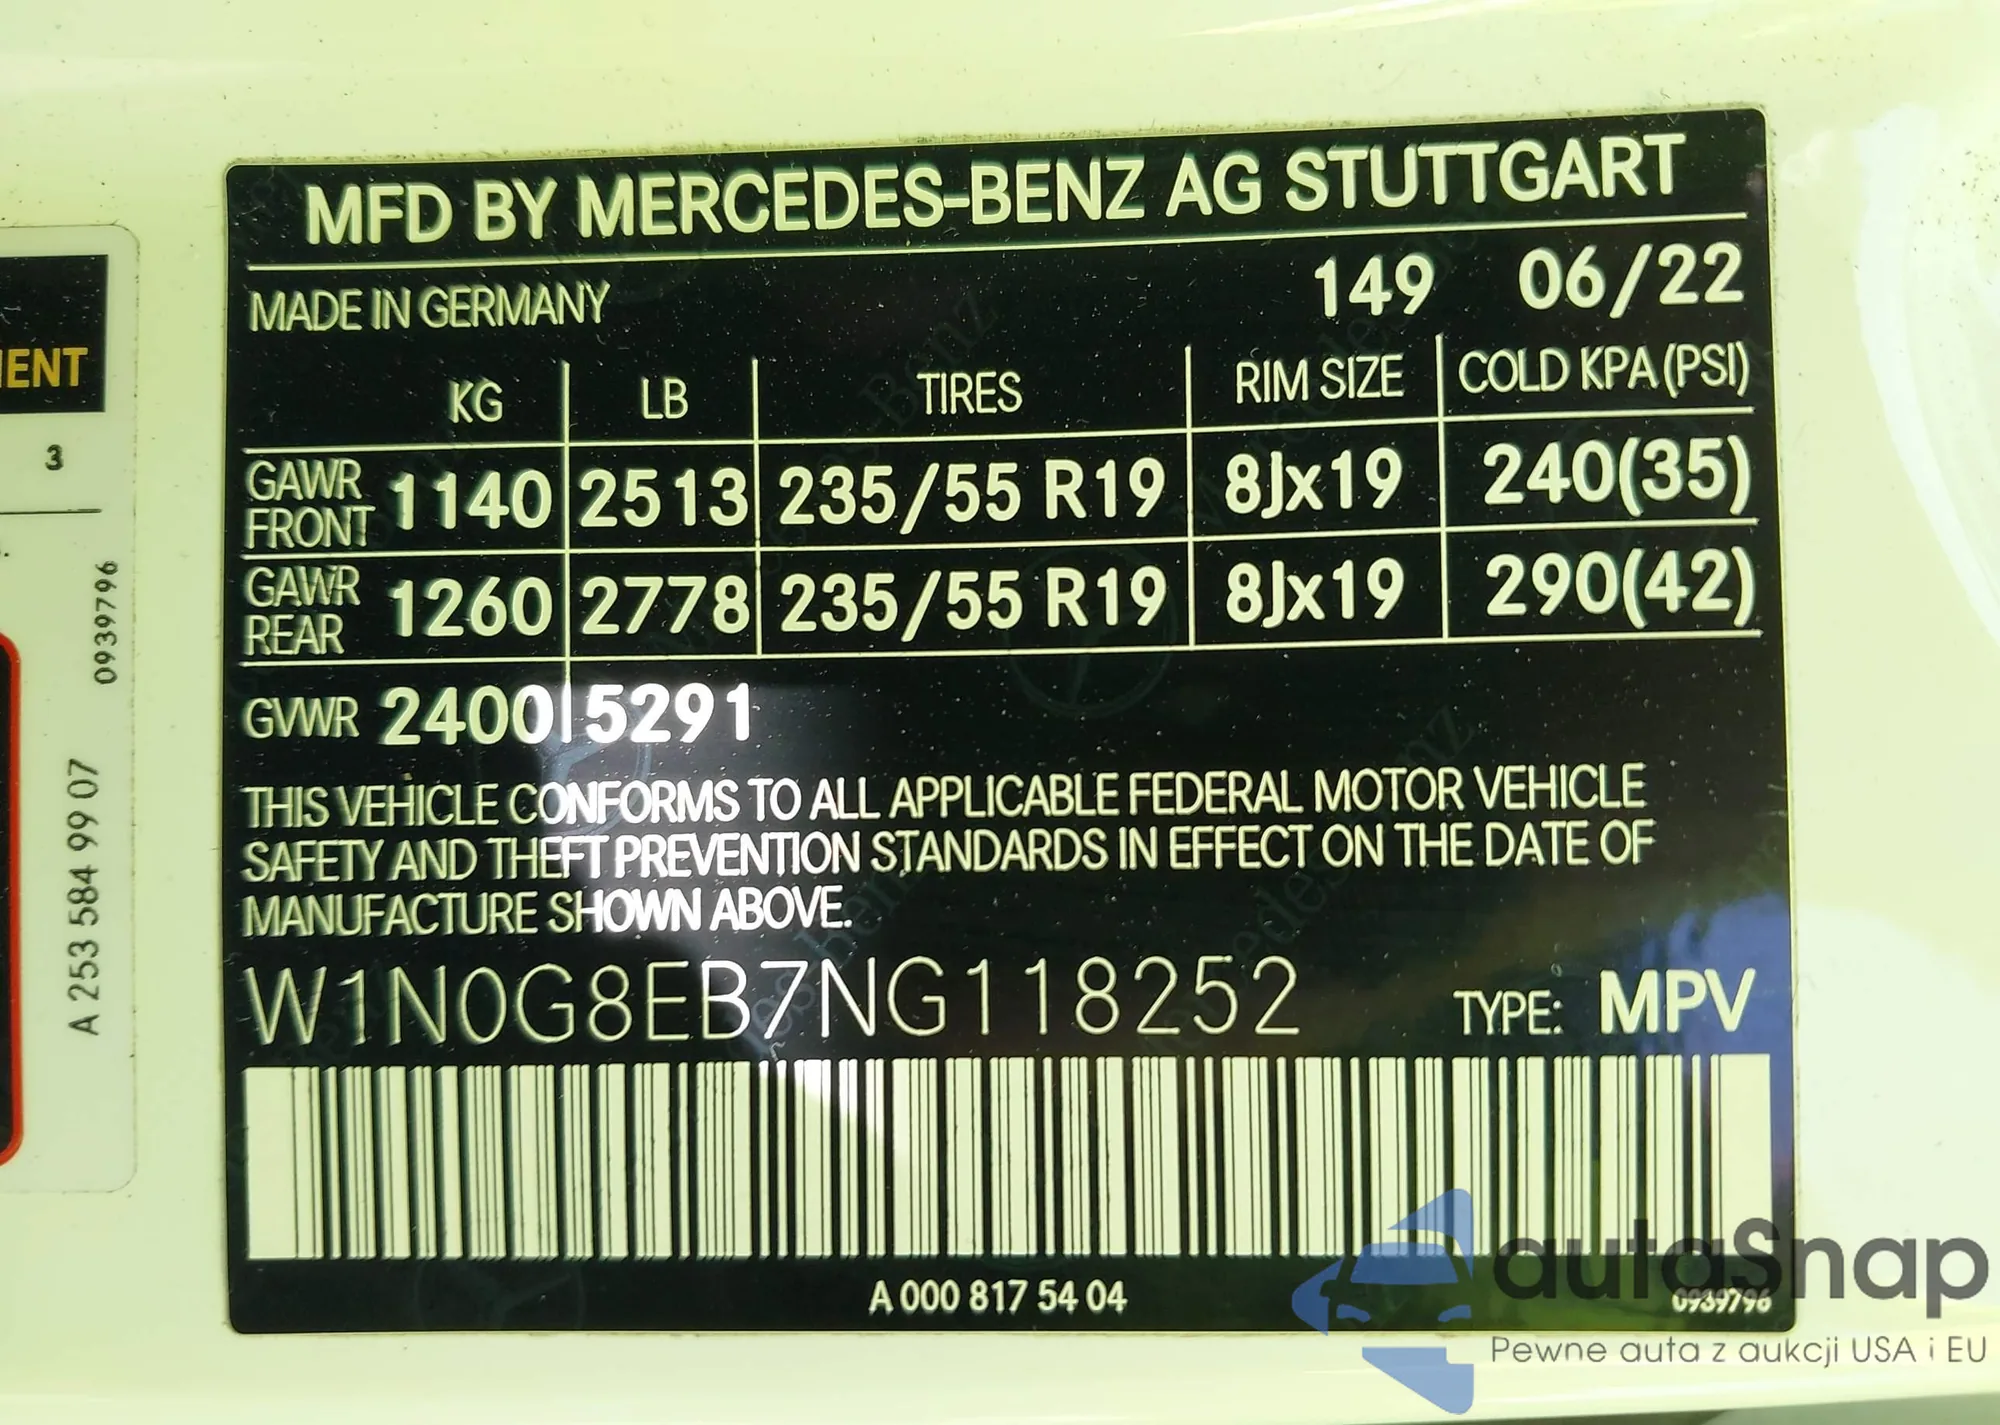 MFD BY MERCEDES-BENZ AG STUTTGART
MADE IN GERMANY 149 06/22
KG LB TIRES RIM SIZE COLD KPA (PSI)
GAWR FRONT 1140 2513 235/55 R19 8Jx19 240(35)
GAWR REAR 1260 2778 235/55 R19 8Jx19 290(42)
GVWR 2400 5291
THIS VEHICLE CONFORMS TO ALL APPLICABLE FEDERAL MOTOR VEHICLE
SAFETY AND THEFT PREVENTION STANDARDS IN EFFECT ON THE DATE OF
MANUFACTURE SHOWN ABOVE.
W1N0G8EB7NG118252 TYPE: MPV
A 000 817 54 04
0939796
3
0939796
A 253 584 99 07
autoSnap
Pewne auta z aukcji USA i EU